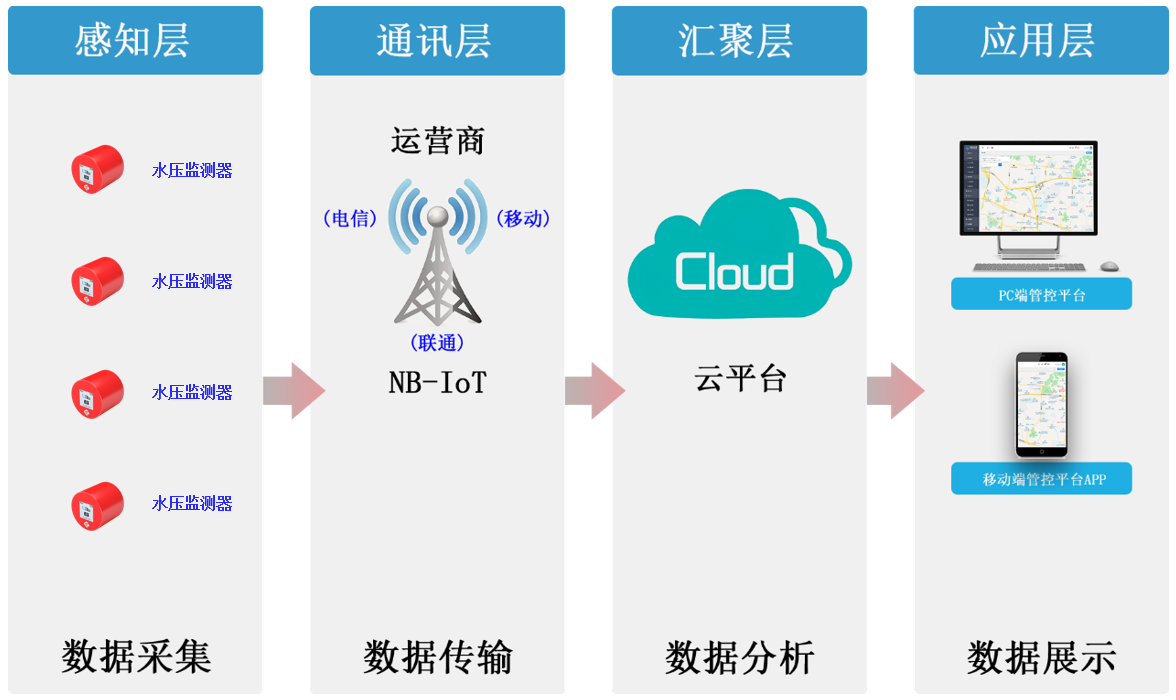 感知层
水压监测器
水压监测器
水压监测器
水压监测器
数据采集
通讯层
运营商
(电信)
(移动)
(联通)
NB-IoT
数据传输
汇聚层
Cloud
云平台
数据分析
应用层
PC端管控平台
移动端管控平台APP
数据展示